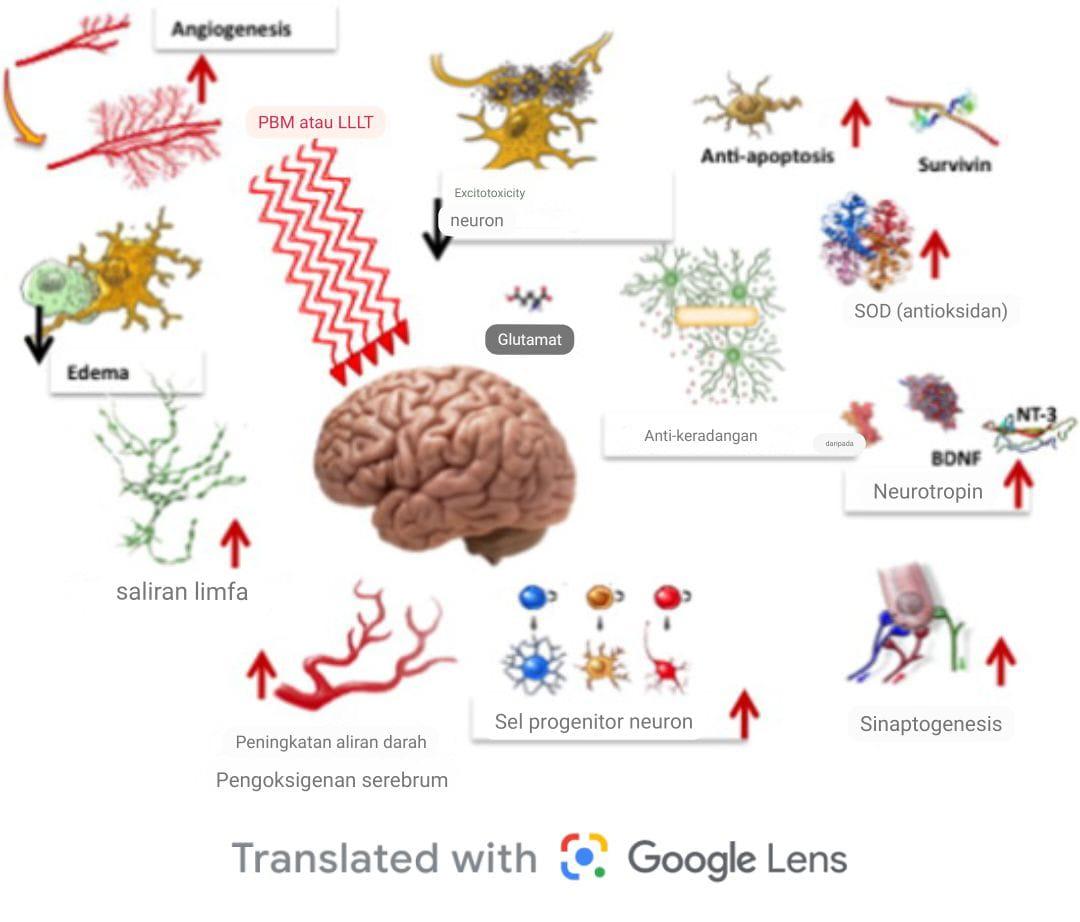 Angiogenesis
PBM atau LLLT
Anti-apoptosis
Survivin
Excitotoxicity
neuron
SOD (antioksidan)
Glutamat
Edema
Anti-keradangan
daripada
NT-3
BDNF
Neurotropin
saliran limfa
Sel progenitor neuron
Sinaptogenesis
Peningkatan aliran darah
Pengoksigenan serebrum
Translated with Google Lens